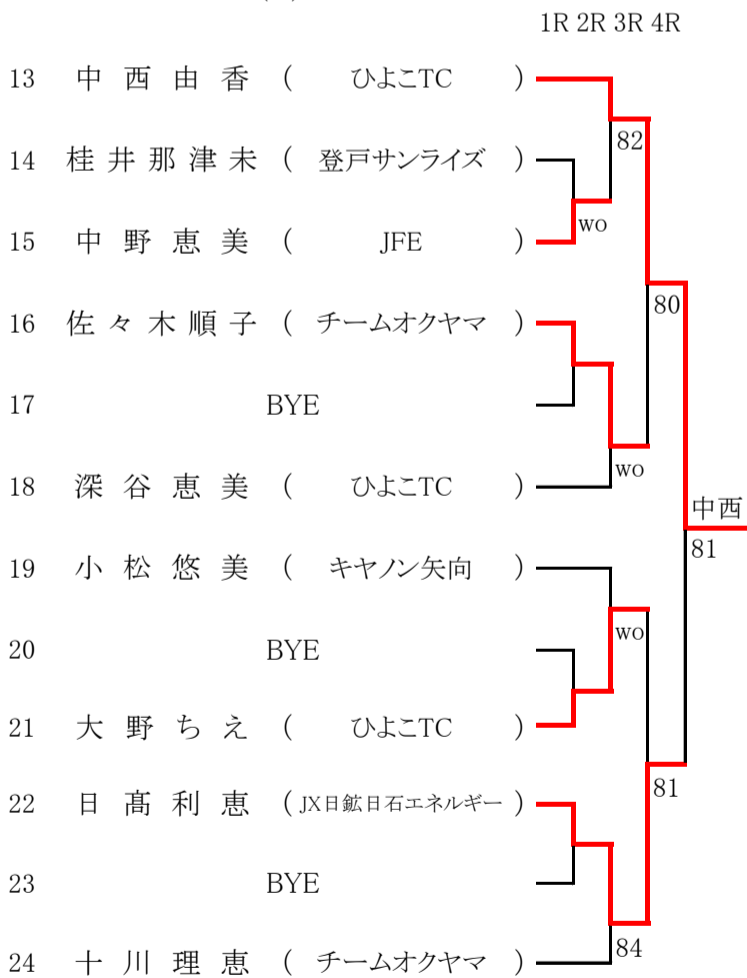 1R 2R 3R 4R
13 中西由香 ( ひよこTC )
82
14 桂井那津未 ( 登戸サンライズ )
wo
15 中野恵美 ( JFE )
80
16 佐々木順子 ( チームオクヤマ )
17 BYE
wo
18 深谷恵美 ( ひよこTC )
中西
81
19 小松悠美 ( キヤノン矢向 )
wo
20 BYE
21 大野ちえ ( ひよこTC )
81
22 日髙利恵 ( JX日鉱日石エネルギー )
23 BYE
84
24 十川理恵 ( チームオクヤマ )